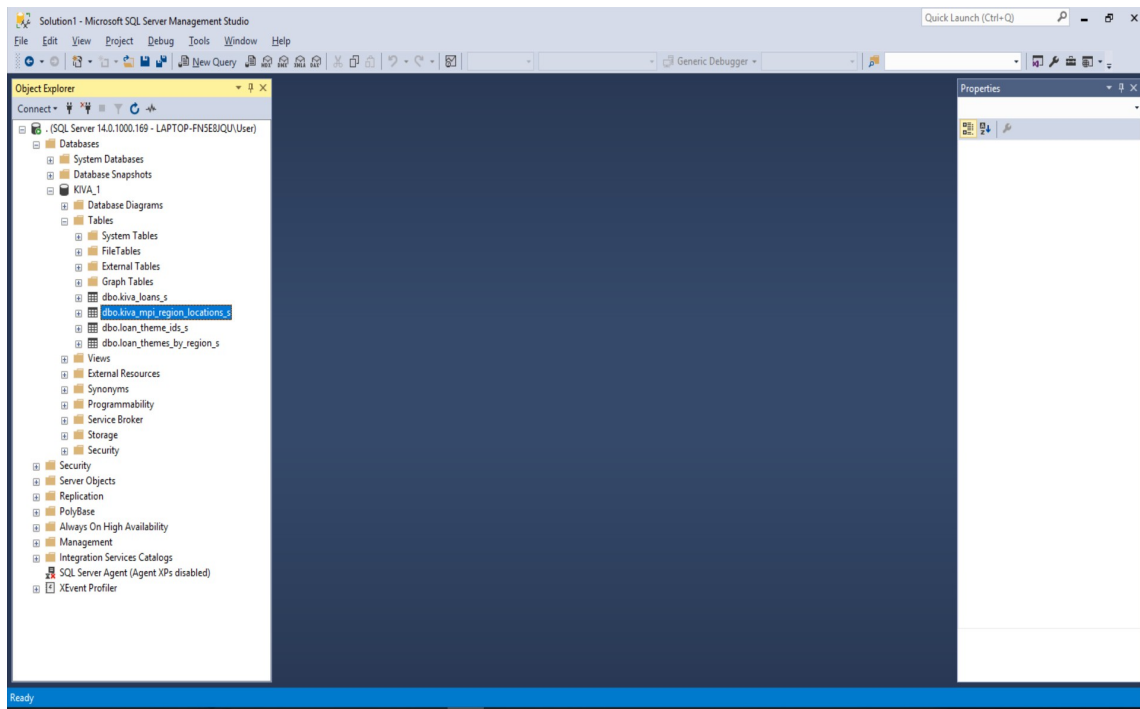 Solution1 - Microsoft SQL Server Management Studio
Quick Launch (Ctrl+Q)
File Edit View Project Debug Tools Window Help
New Query
Generic Debugger
Object Explorer
Properties
Connect
. (SQL Server 14.0.1000.169 - LAPTOP-FN5E8JQU\User)
Databases
System Databases
Database Snapshots
KIVA_1
Database Diagrams
Tables
System Tables
FileTables
External Tables
Graph Tables
dbo.kiva_loans_s
dbo.kiva_mpi_region_locations_s
dbo.loan_theme_ids_s
dbo.loan_themes_by_region_s
Views
External Resources
Synonyms
Programmability
Service Broker
Storage
Security
Security
Server Objects
Replication
PolyBase
Always On High Availability
Management
Integration Services Catalogs
SQL Server Agent (Agent XPs disabled)
XEvent Profiler
Ready